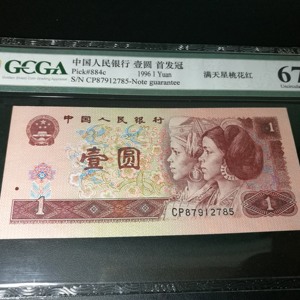 GCGA
中国人民银行 壹圆 首发冠
Pick#884c 1996 1 Yuan 满天星桃花红
S/N CP87912785-Note guarantee
67
中国人民银行
1
壹圆
1
CP87912785